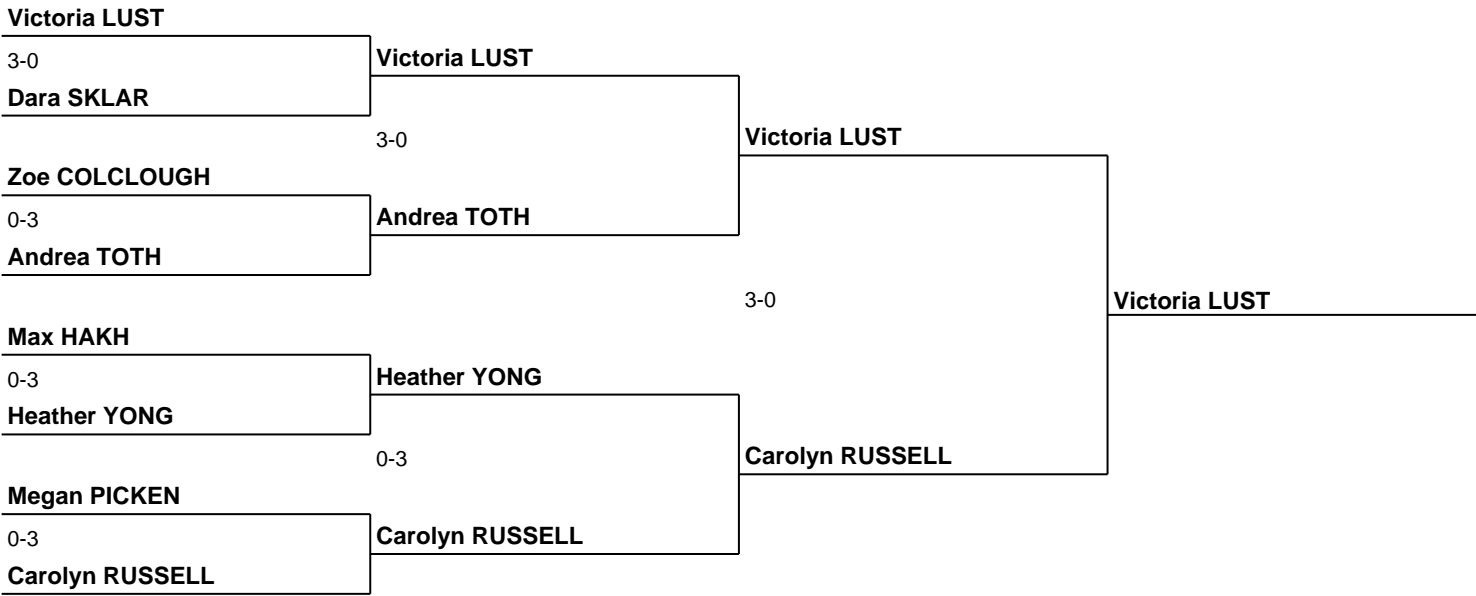 Victoria LUST
3-0
Dara SKLAR
Zoe COLCLOUGH
0-3
Andrea TOTH
Max HAKH
0-3
Heather YONG
Megan PICKEN
0-3
Carolyn RUSSELL
Victoria LUST
3-0
Andrea TOTH
Heather YONG
0-3
Carolyn RUSSELL
Victoria LUST
3-0
Carolyn RUSSELL
Victoria LUST